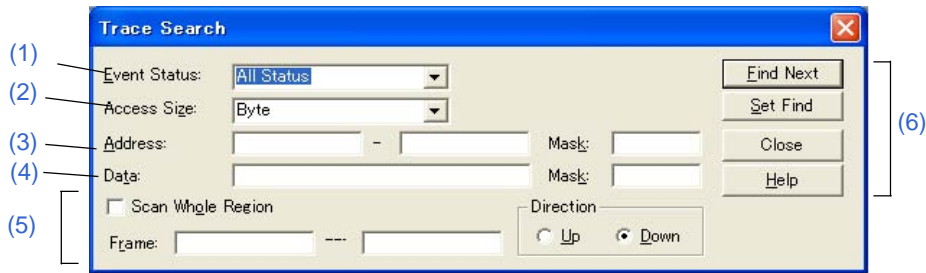 Trace Search
(1) Event Status: All Status Find Next
(2) Access Size: Byte Set Find
(3) Address: - Mask: Close
(4) Data: Mask: Help
(5) Scan Whole Region Direction
Frame: ---- Up Down
(6)